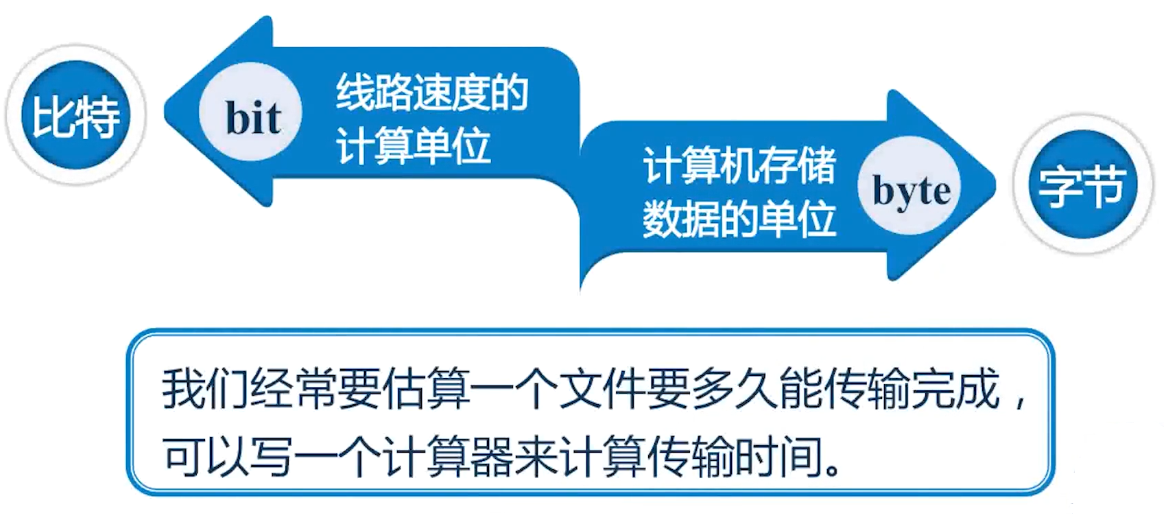 比特
bit
线路速度的
计算单位
计算机存储
数据的单位
byte
字节
我们经常要估算一个文件要多久能传输完成，
可以写一个计算器来计算传输时间。